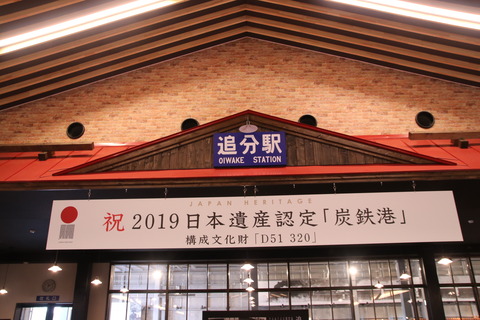 追分駅
OIWAKE STATION
JAPAN HERITAGE
祝 2019日本遺産認定「炭鉄港」
構成文化財「D51 320」